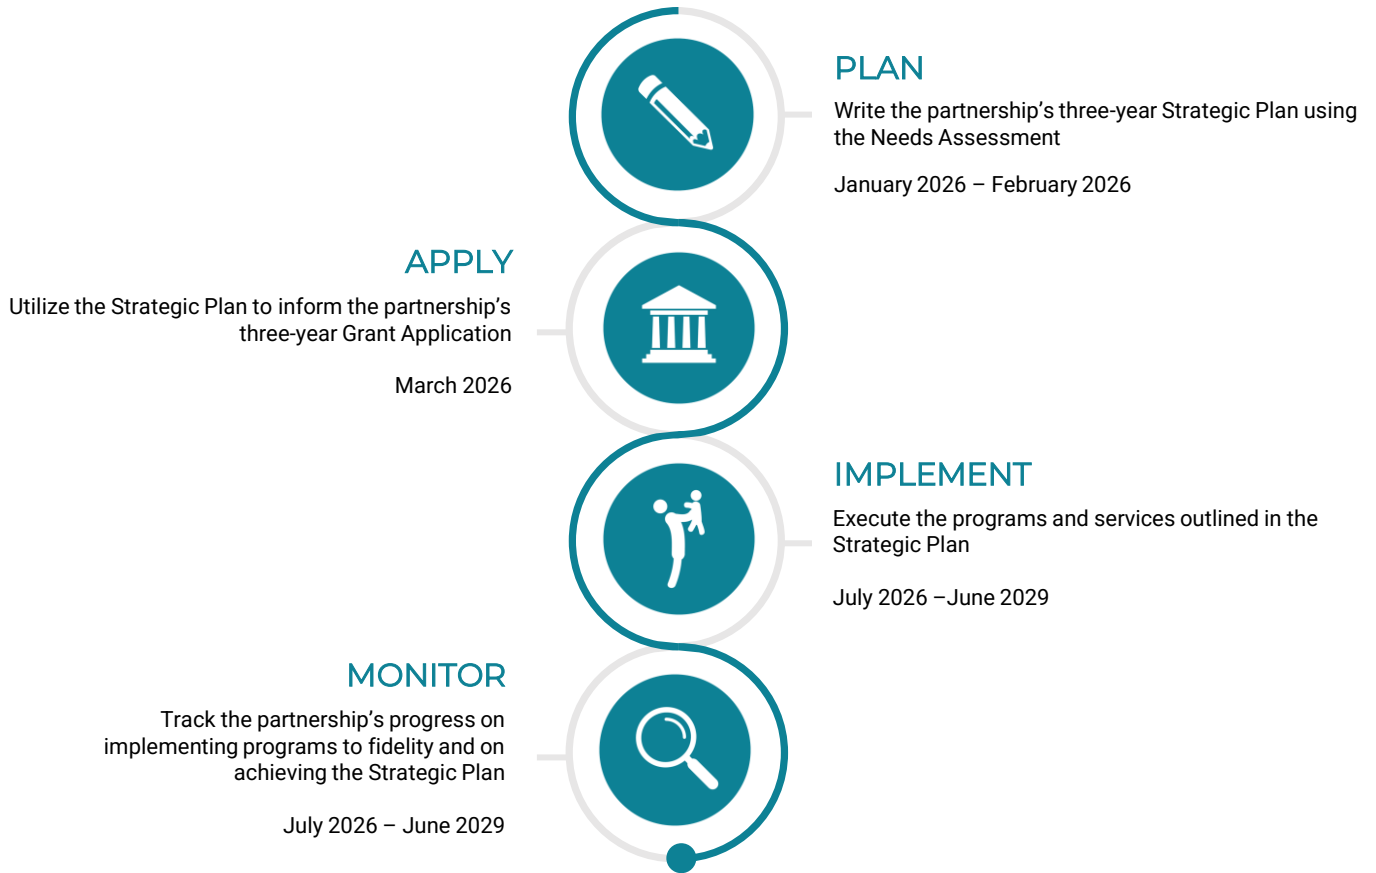 PLAN
Write the partnership’s three-year Strategic Plan using
the Needs Assessment
January 2026 – February 2026
APPLY
Utilize the Strategic Plan to inform the partnership’s
three-year Grant Application
March 2026
IMPLEMENT
Execute the programs and services outlined in the
Strategic Plan
July 2026 –June 2029
MONITOR
Track the partnership’s progress on
implementing programs to fidelity and on
achieving the Strategic Plan
July 2026 – June 2029